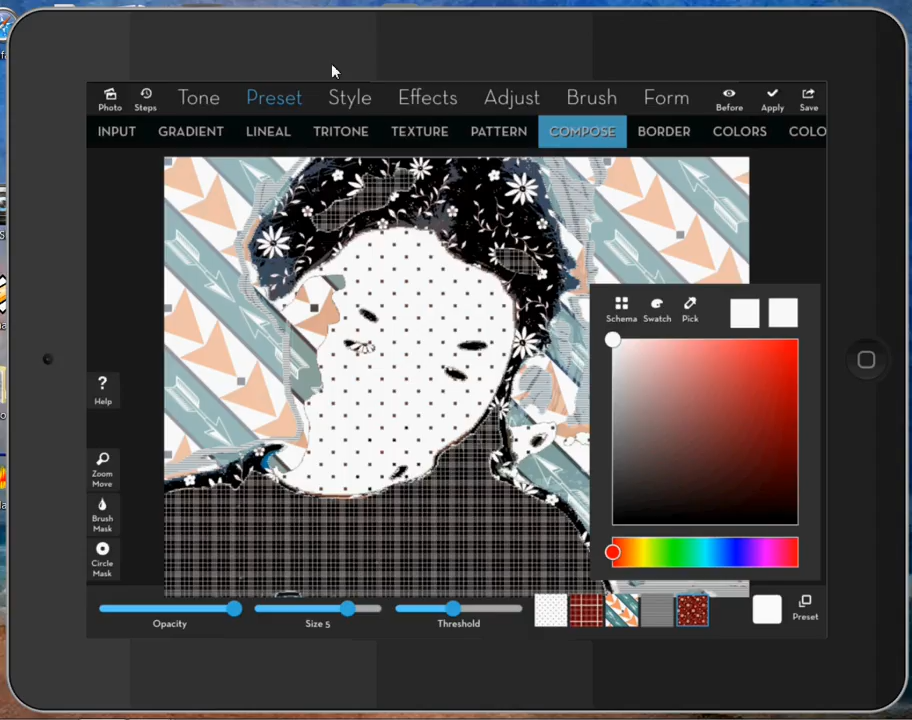 Photo Steps Tone Preset Style Effects Adjust Brush Form Before Apply Save
INPUT GRADIENT LINEAL TRITONE TEXTURE PATTERN COMPOSE BORDER COLORS COLO
Schema Swatch Pick
?
Help
Zoom
Move
Brush
Mask
Circle
Mask
Opacity Size 5 Threshold Preset